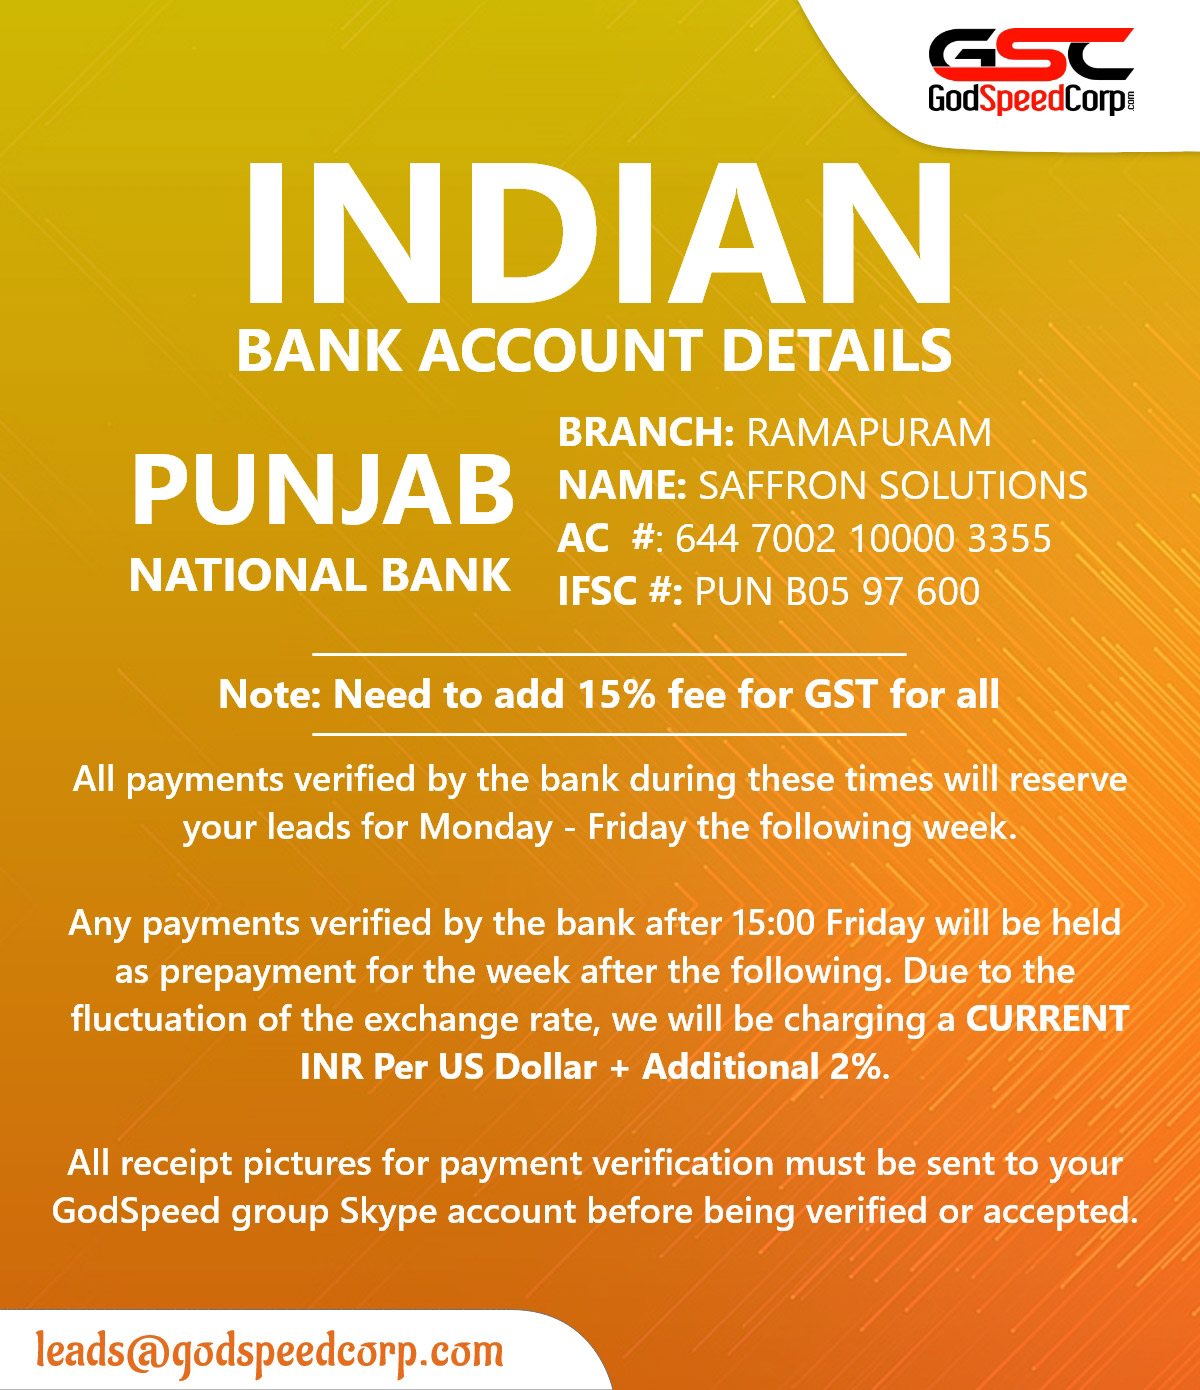 GSC
GodSpeedCorp.com
INDIAN
BANK ACCOUNT DETAILS
PUNJAB
NATIONAL BANK
BRANCH: RAMAPURAM
NAME: SAFFRON SOLUTIONS
AC #: 644 7002 10000 3355
IFSC #: PUN B05 97 600
Note: Need to add 15% fee for GST for all
All payments verified by the bank during these times will reserve
your leads for Monday - Friday the following week.
Any payments verified by the bank after 15:00 Friday will be held
as prepayment for the week after the following. Due to the
fluctuation of the exchange rate, we will be charging a CURRENT
INR Per US Dollar + Additional 2%.
All receipt pictures for payment verification must be sent to your
GodSpeed group Skype account before being verified or accepted.
leads@godspeedcorp.com